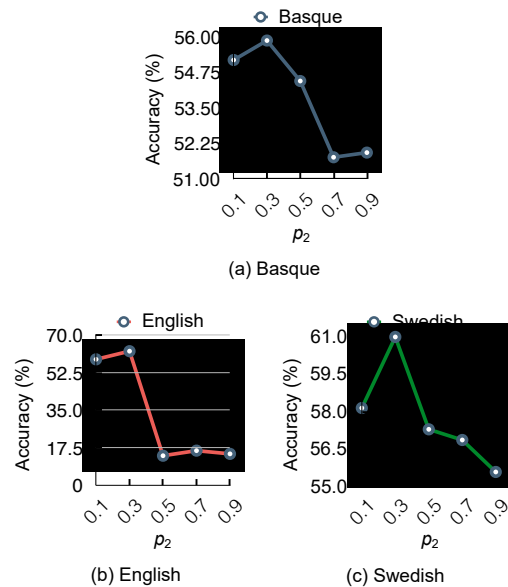 Basque
Accuracy (%)
56.00
54.75
53.50
52.25
51.00
0.1 0.3 0.5 0.7 0.9
p2
(a) Basque
English
Accuracy (%)
70.0
52.5
35.0
17.5
0
0.1 0.3 0.5 0.7 0.9
p2
(b) English
Swedish
Accuracy (%)
61.0
59.5
58.0
56.5
55.0
0.1 0.3 0.5 0.7 0.9
p2
(c) Swedish